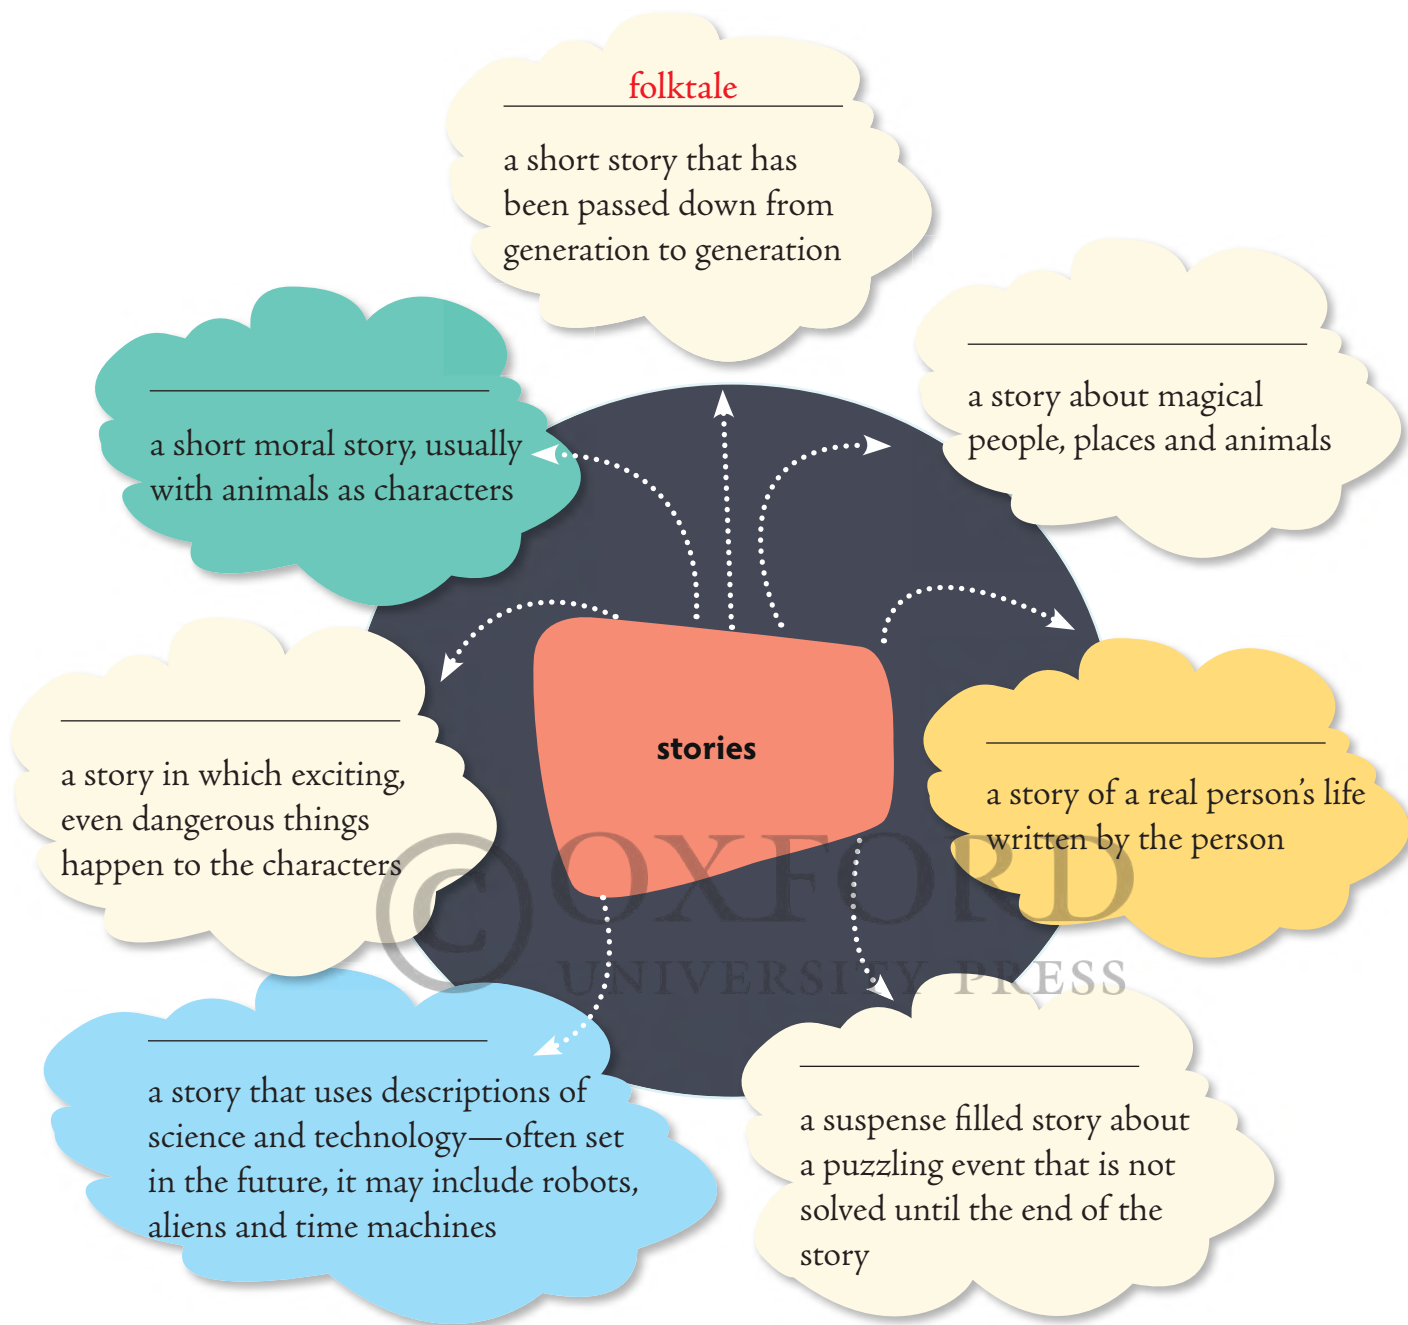 folktale
a short story that has
been passed down from
generation to generation
a story about magical
people, places and animals
a short moral story, usually
with animals as characters
stories
a story in which exciting,
even dangerous things
happen to the characters
a story of a real person’s life
written by the person
© OXFORD
UNIVERSITY PRESS
a story that uses descriptions of
science and technology—often set
in the future, it may include robots,
aliens and time machines
a suspense filled story about
a puzzling event that is not
solved until the end of the
story